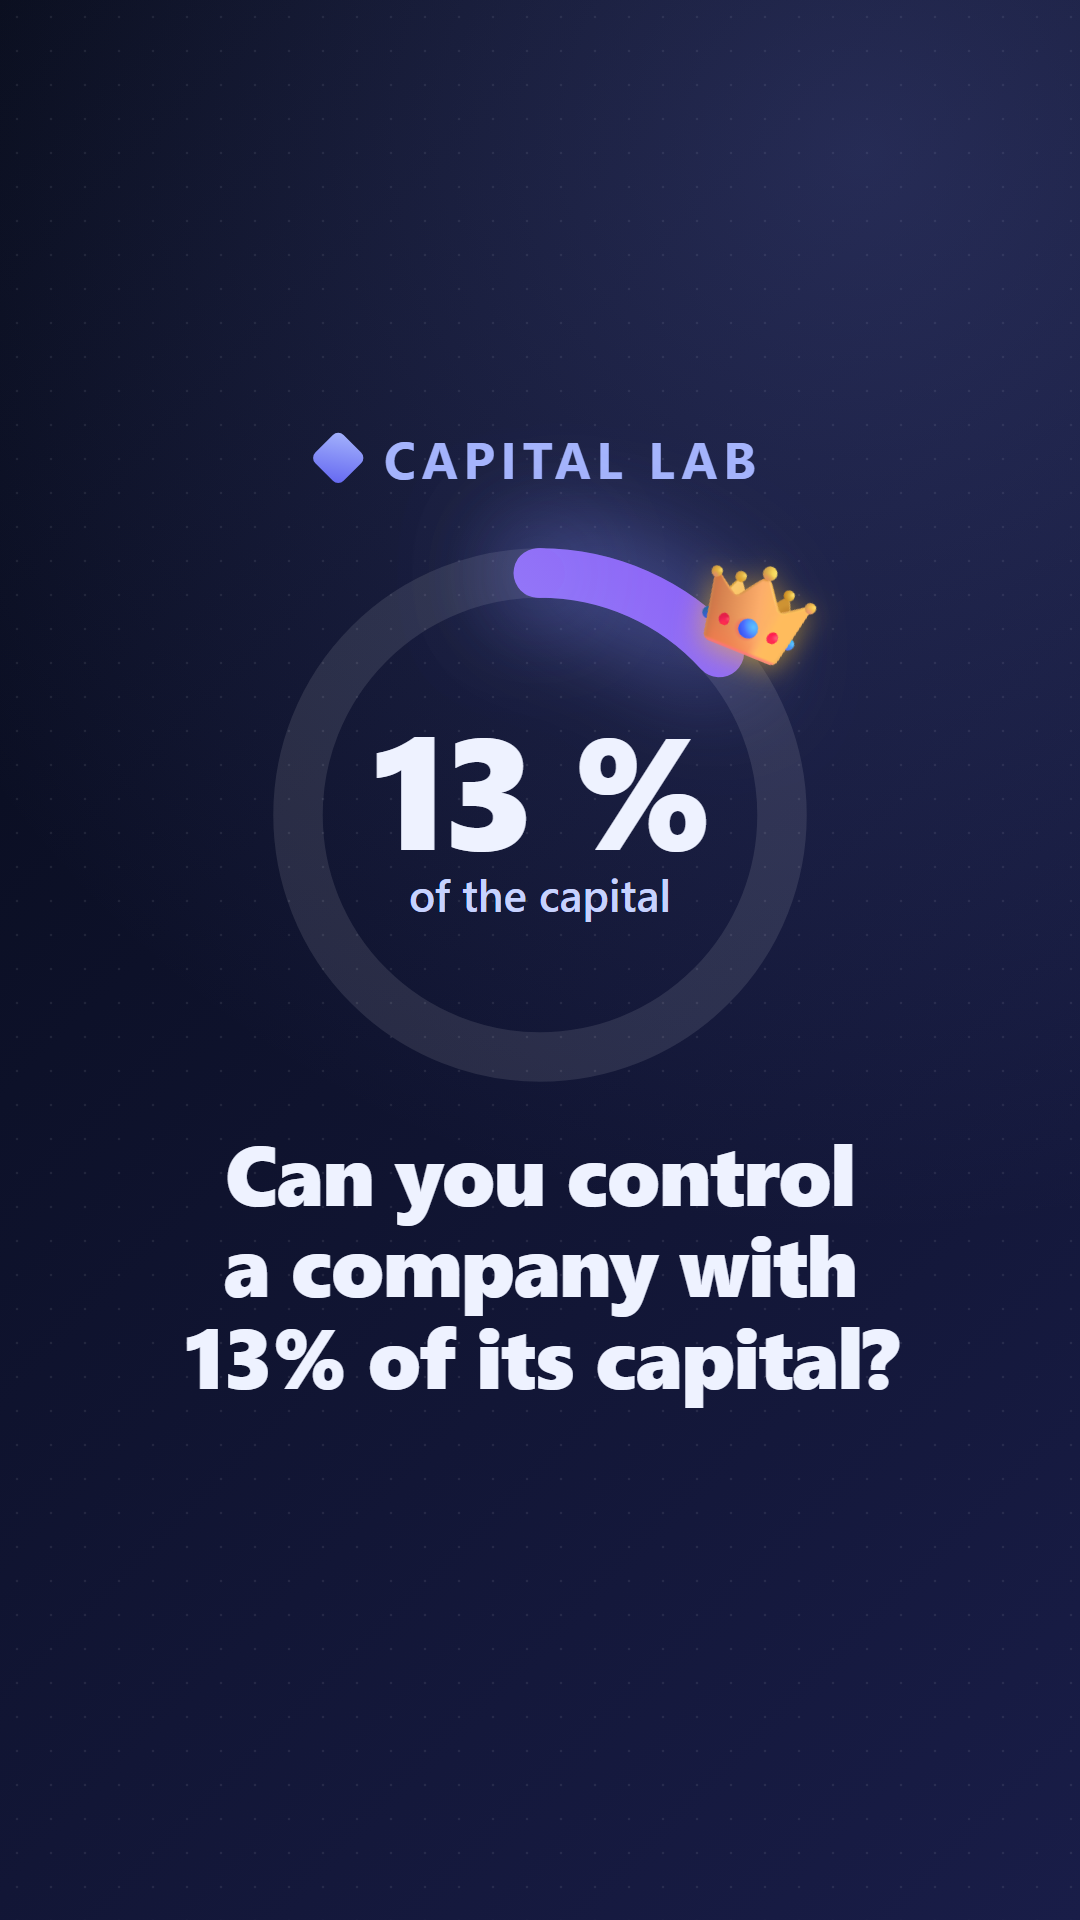 CAPITAL LAB
13 %
of the capital
Can you control
a company with
13% of its capital?